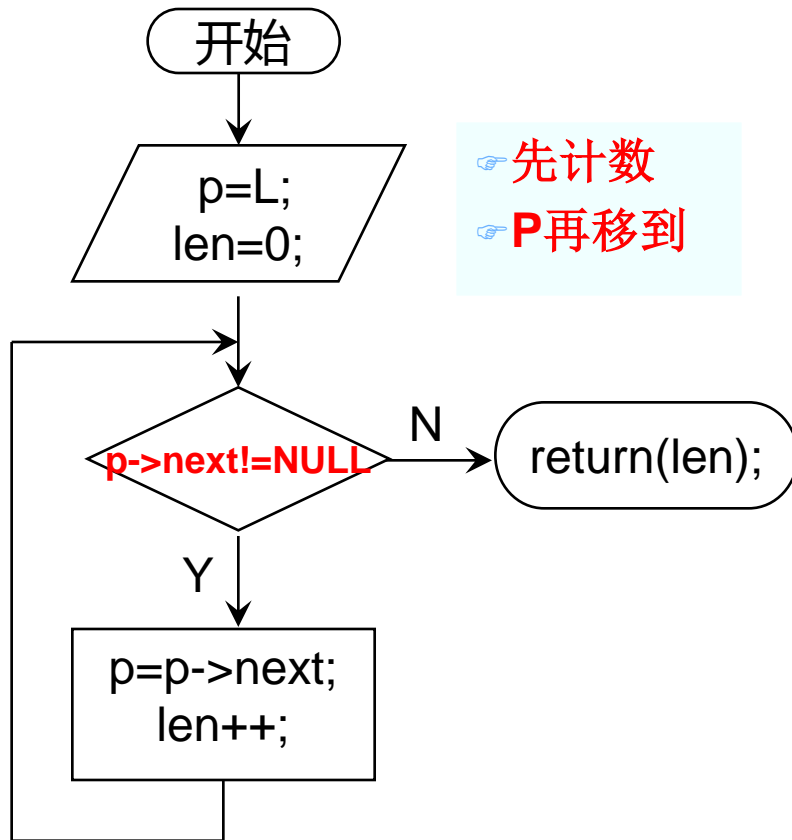 开始
p=L;
len=0;
☞先计数
☞P再移到
p->next!=NULL
N
return(len);
Y
p=p->next;
len++;